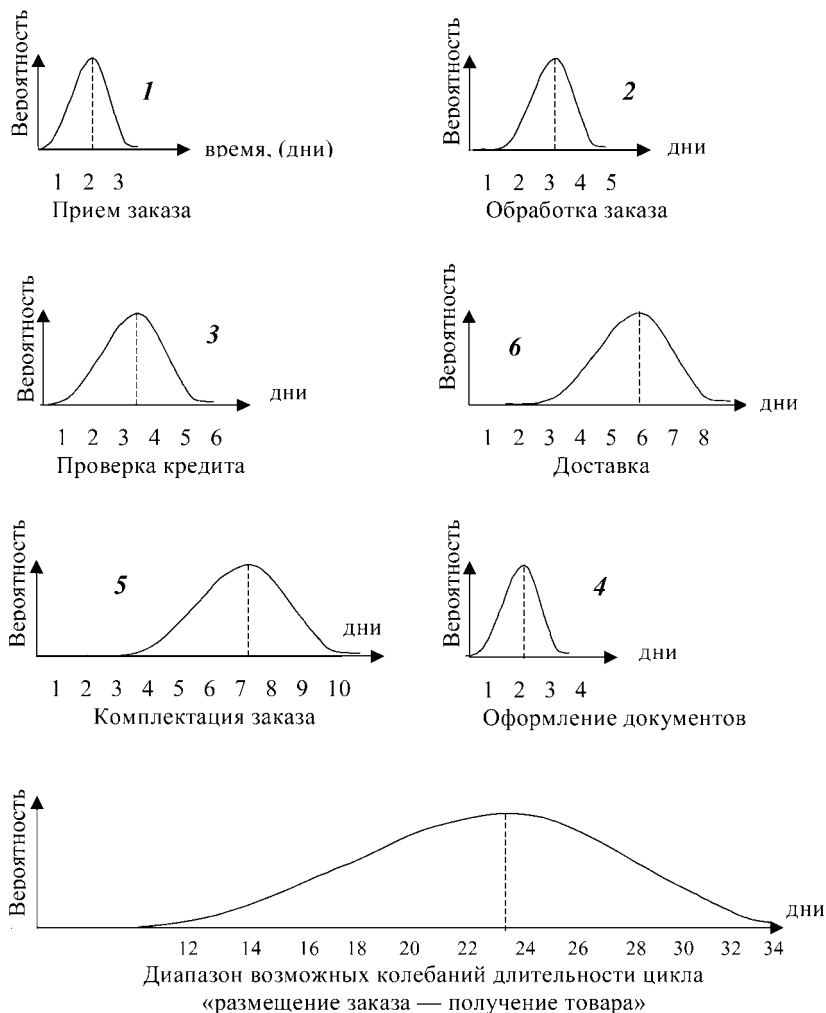 Вероятность
1
время, (дни)
1 2 3
Прием заказа
Вероятность
2
дни
1 2 3 4 5
Обработка заказа
Вероятность
3
дни
1 2 3 4 5 6
Проверка кредита
Вероятность
6
дни
1 2 3 4 5 6 7 8
Доставка
Вероятность
5
дни
1 2 3 4 5 6 7 8 9 10
Комплектация заказа
Вероятность
4
дни
1 2 3 4
Оформление документов
Вероятность
дни
12 14 16 18 20 22 24 26 28 30 32 34
Диапазон возможных колебаний длительности цикла
«размещение заказа — получение товара»